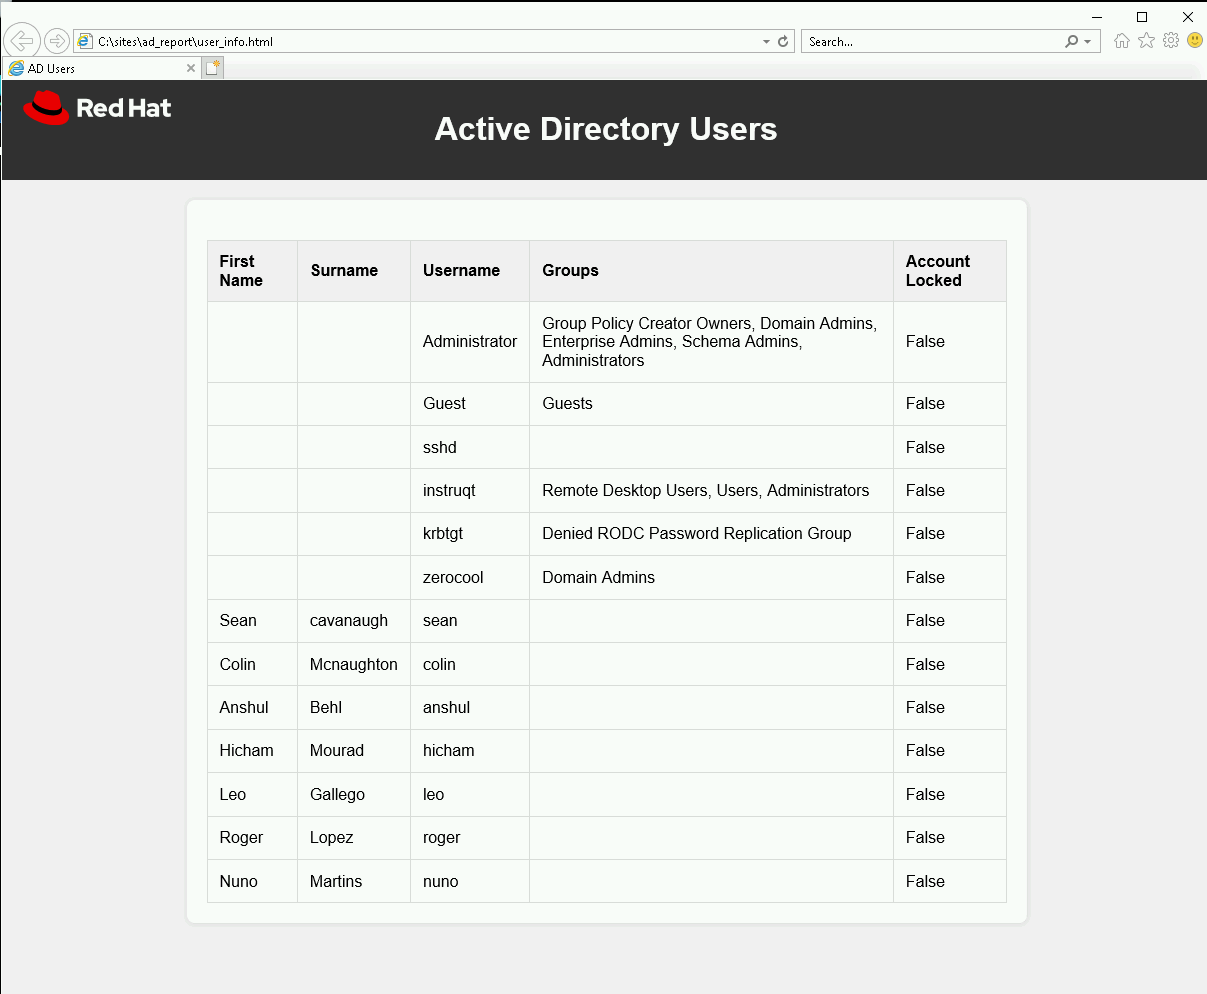 C:\sites\ad_report\user_info.html
Search...
AD Users
Red Hat
Active Directory Users
First Name Surname Username Groups Account Locked
Administrator Group Policy Creator Owners, Domain Admins, Enterprise Admins, Schema Admins, Administrators False
Guest Guests False
sshd False
instruqt Remote Desktop Users, Users, Administrators False
krbtgt Denied RODC Password Replication Group False
zerocool Domain Admins False
Sean cavanaugh sean False
Colin Mcnaughton colin False
Anshul Behl anshul False
Hicham Mourad hicham False
Leo Gallego leo False
Roger Lopez roger False
Nuno Martins nuno False